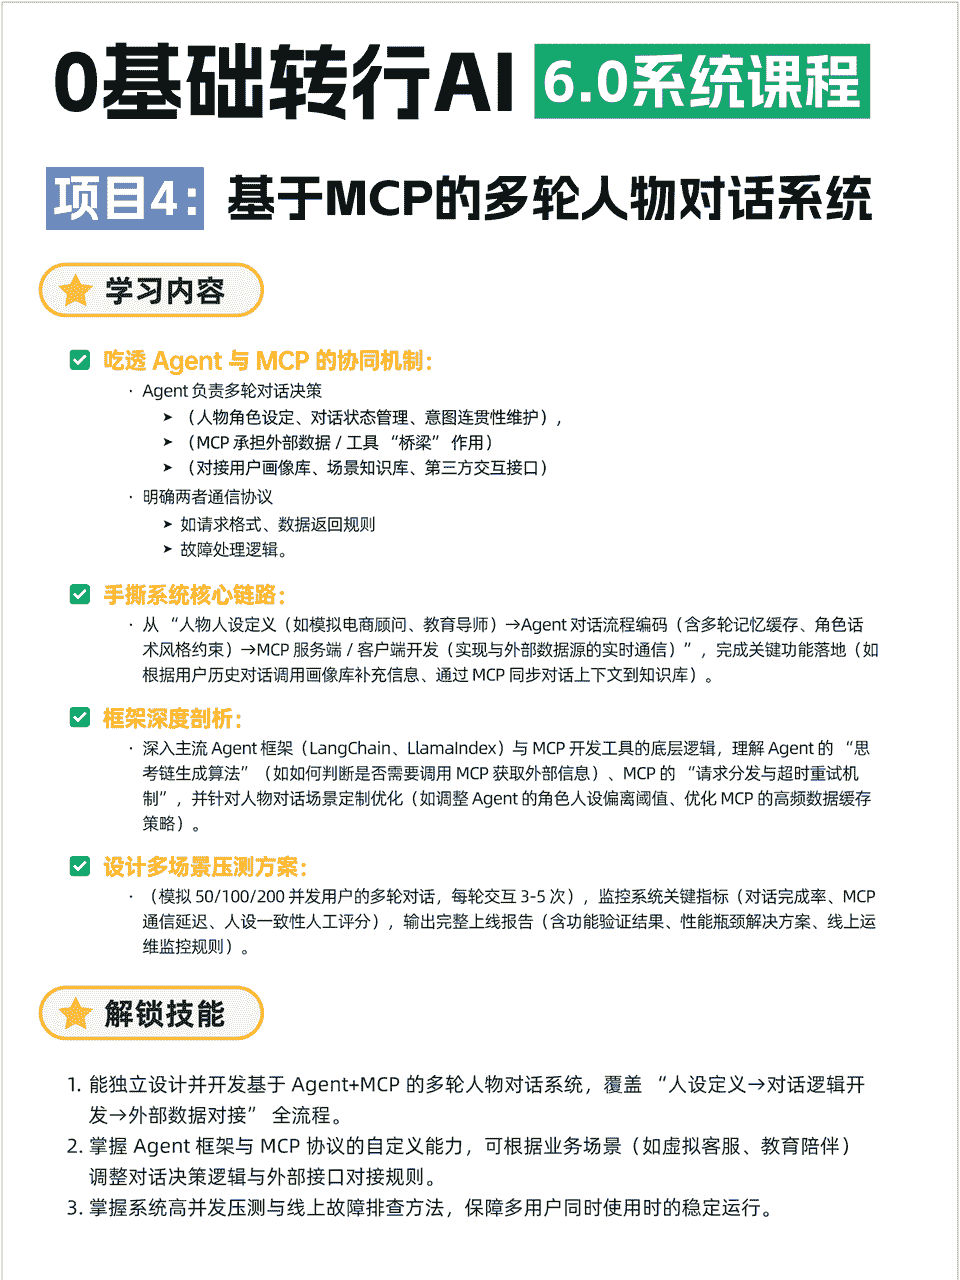 0基础转行AI 6.0系统课程
项目4: 基于MCP的多轮人物对话系统
学习内容
吃透 Agent 与 MCP 的协同机制:
· Agent 负责多轮对话决策
➤ （人物角色设定、对话状态管理、意图连贯性维护）,
➤ （MCP 承担外部数据 / 工具 “桥梁” 作用）
➤ （对接用户画像库、场景知识库、第三方交互接口）
· 明确两者通信协议
➤ 如请求格式、数据返回规则
➤ 故障处理逻辑。
手撕系统核心链路:
· 从 “人物人设定义（如模拟电商顾问、教育导师）→Agent 对话流程编码（含多轮记忆缓存、角色话
术风格约束）→MCP 服务端 / 客户端开发（实现与外部数据源的实时通信）” ，完成关键功能落地（如
根据用户历史对话调用画像库补充信息、通过 MCP 同步对话上下文到知识库）。
框架深度剖析:
· 深入主流 Agent 框架（LangChain、LlamaIndex）与 MCP 开发工具的底层逻辑，理解 Agent 的 “思
考链生成算法” （如如何判断是否需要调用 MCP 获取外部信息）、MCP 的 “请求分发与超时重试机
制” ，并针对人物对话场景定制优化（如调整 Agent 的角色人设偏离阈值、优化 MCP 的高频数据缓存
策略）。
设计多场景压测方案:
· （模拟 50/100/200 并发用户的多轮对话，每轮交互 3-5 次），监控系统关键指标（对话完成率、MCP
通信延迟、人设一致性人工评分），输出完整上线报告（含功能验证结果、性能瓶颈解决方案、线上运
维监控规则）。
解锁技能
1. 能独立设计并开发基于 Agent+MCP 的多轮人物对话系统，覆盖 “人设定义→对话逻辑开
发→外部数据对接” 全流程。
2. 掌握 Agent 框架与 MCP 协议的自定义能力，可根据业务场景（如虚拟客服、教育陪伴）
调整对话决策逻辑与外部接口对接规则。
3. 掌握系统高并发压测与线上故障排查方法，保障多用户同时使用时的稳定运行。